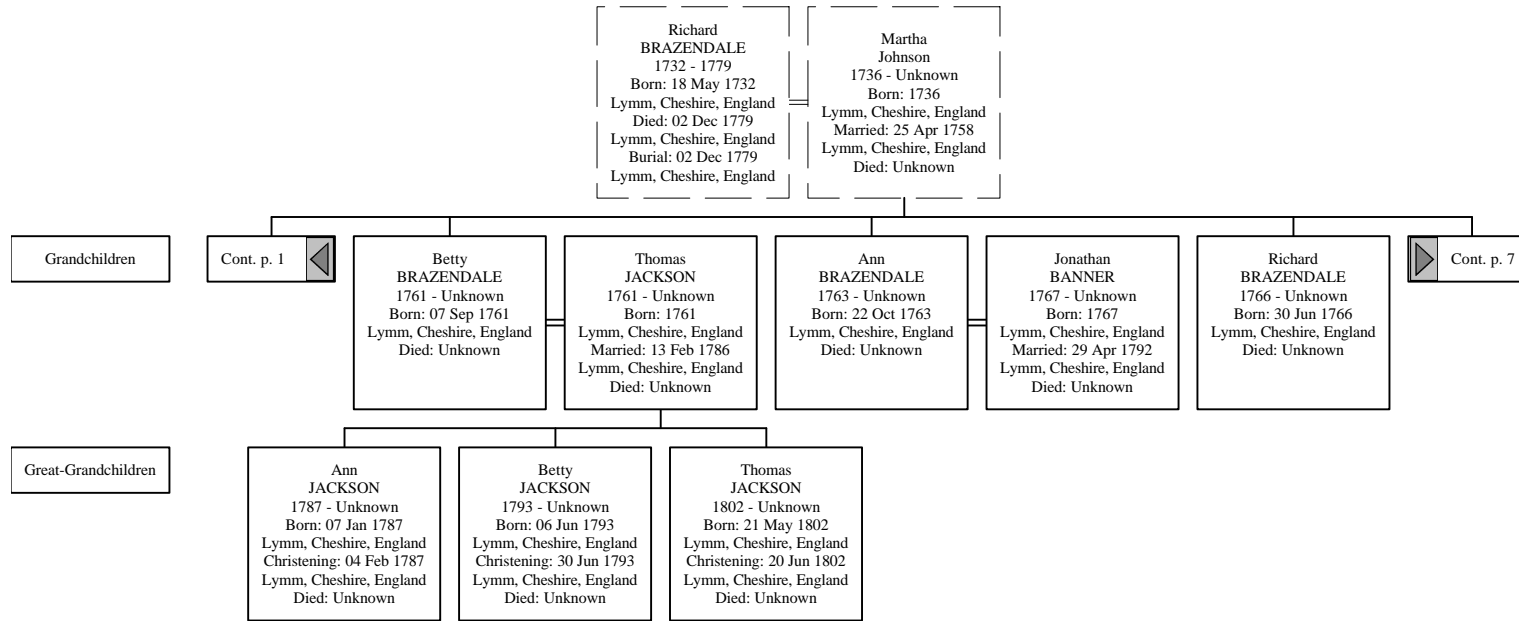 Richard
BRAZENDALE
1732 - 1779
Born: 18 May 1732
Lymm, Cheshire, England
Died: 02 Dec 1779
Lymm, Cheshire, England
Burial: 02 Dec 1779
Lymm, Cheshire, England
Martha
Johnson
1736 - Unknown
Born: 1736
Lymm, Cheshire, England
Married: 25 Apr 1758
Lymm, Cheshire, England
Died: Unknown
Grandchildren
Cont. p. 1
Betty
BRAZENDALE
1761 - Unknown
Born: 07 Sep 1761
Lymm, Cheshire, England
Died: Unknown
Thomas
JACKSON
1761 - Unknown
Born: 1761
Lymm, Cheshire, England
Married: 13 Feb 1786
Lymm, Cheshire, England
Died: Unknown
Ann
BRAZENDALE
1763 - Unknown
Born: 22 Oct 1763
Lymm, Cheshire, England
Died: Unknown
Jonathan
BANNER
1767 - Unknown
Born: 1767
Lymm, Cheshire, England
Married: 29 Apr 1792
Lymm, Cheshire, England
Died: Unknown
Richard
BRAZENDALE
1766 - Unknown
Born: 30 Jun 1766
Lymm, Cheshire, England
Died: Unknown
Cont. p. 7
Great-Grandchildren
Ann
JACKSON
1787 - Unknown
Born: 07 Jan 1787
Lymm, Cheshire, England
Christening: 04 Feb 1787
Lymm, Cheshire, England
Died: Unknown
Betty
JACKSON
1793 - Unknown
Born: 06 Jun 1793
Lymm, Cheshire, England
Christening: 30 Jun 1793
Lymm, Cheshire, England
Died: Unknown
Thomas
JACKSON
1802 - Unknown
Born: 21 May 1802
Lymm, Cheshire, England
Christening: 20 Jun 1802
Lymm, Cheshire, England
Died: Unknown